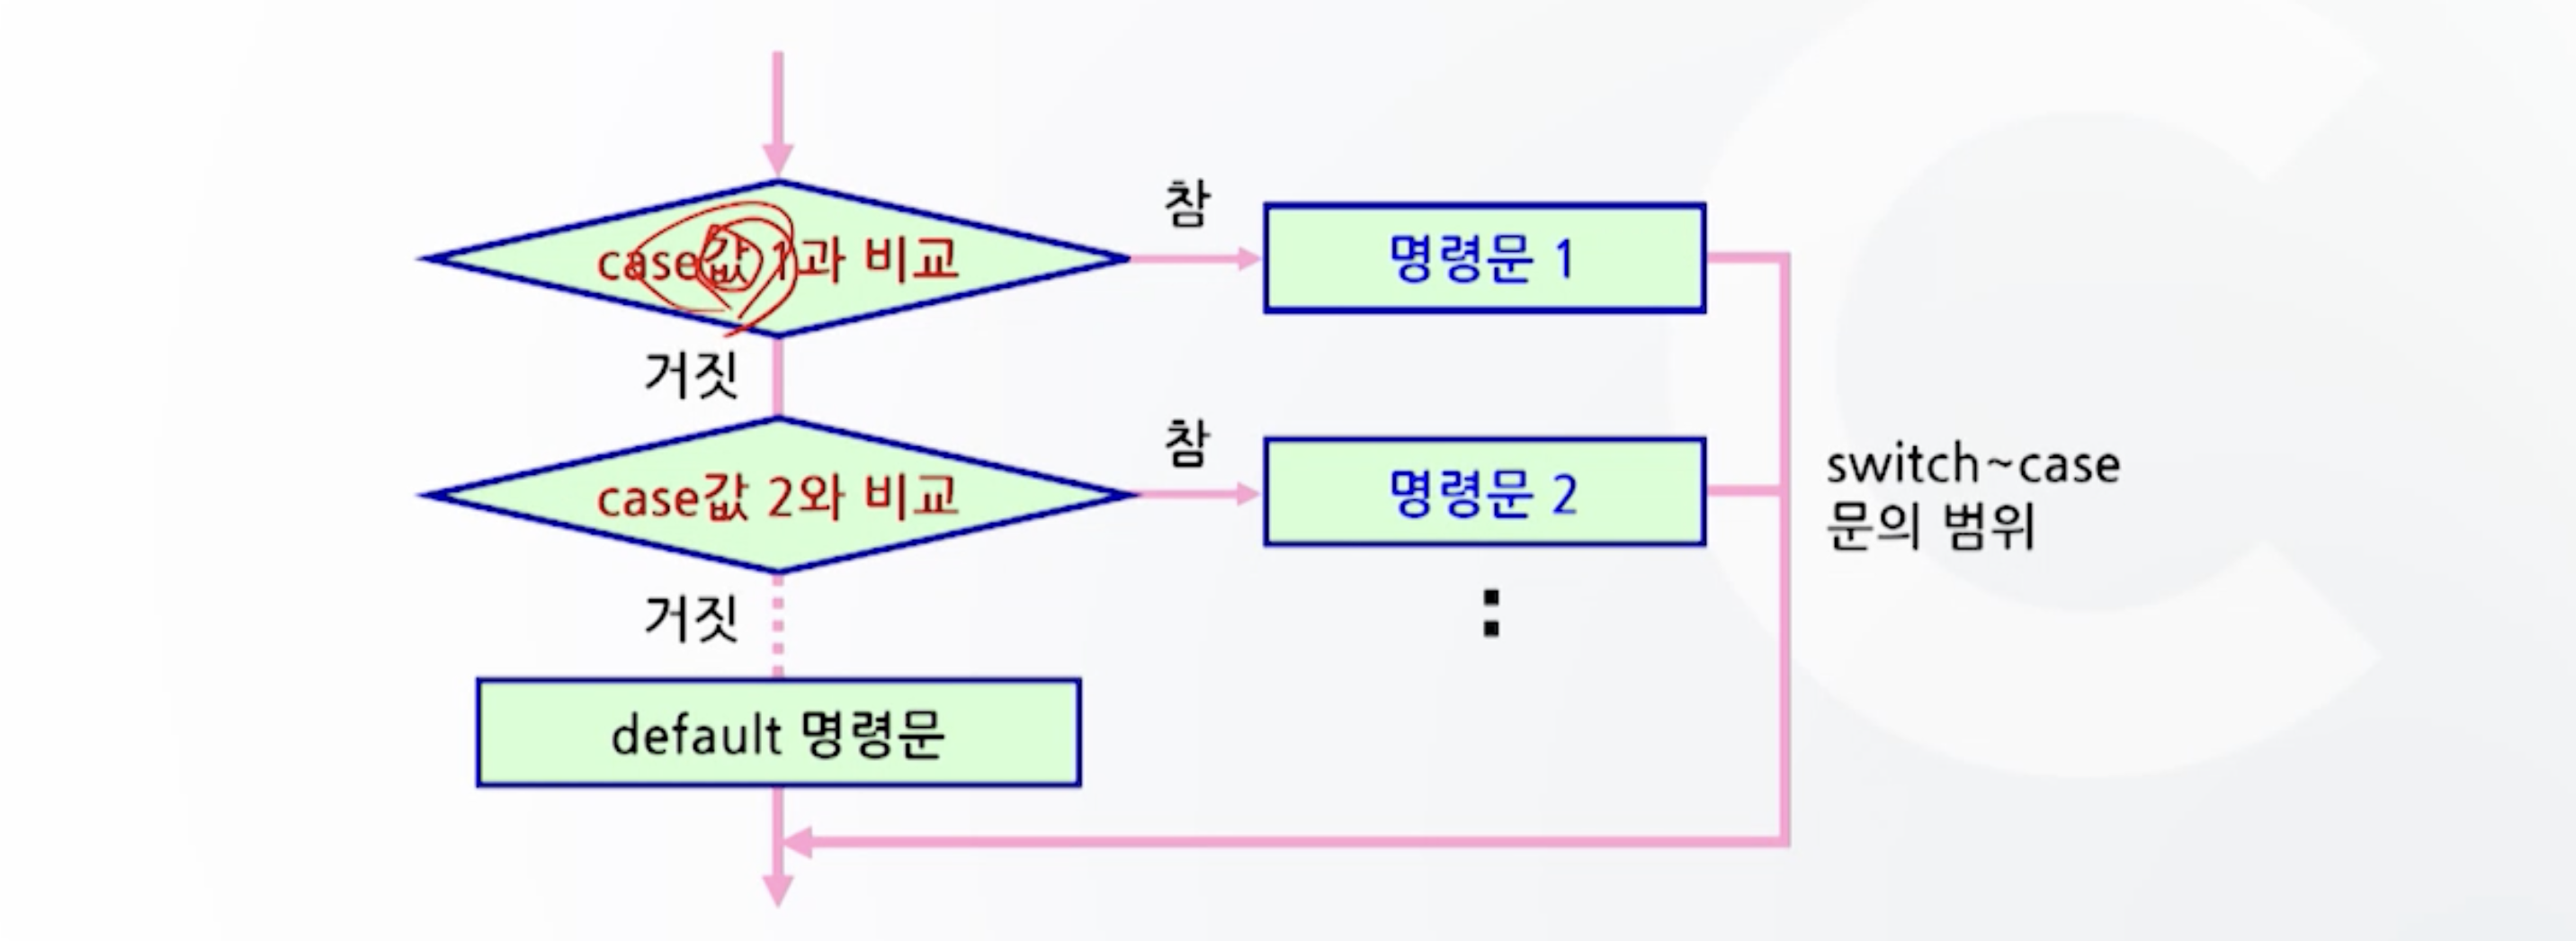 참
case값 1과 비교
명령문 1
거짓
참
case값 2와 비교
명령문 2
switch~case
문의 범위
:
거짓
default 명령문